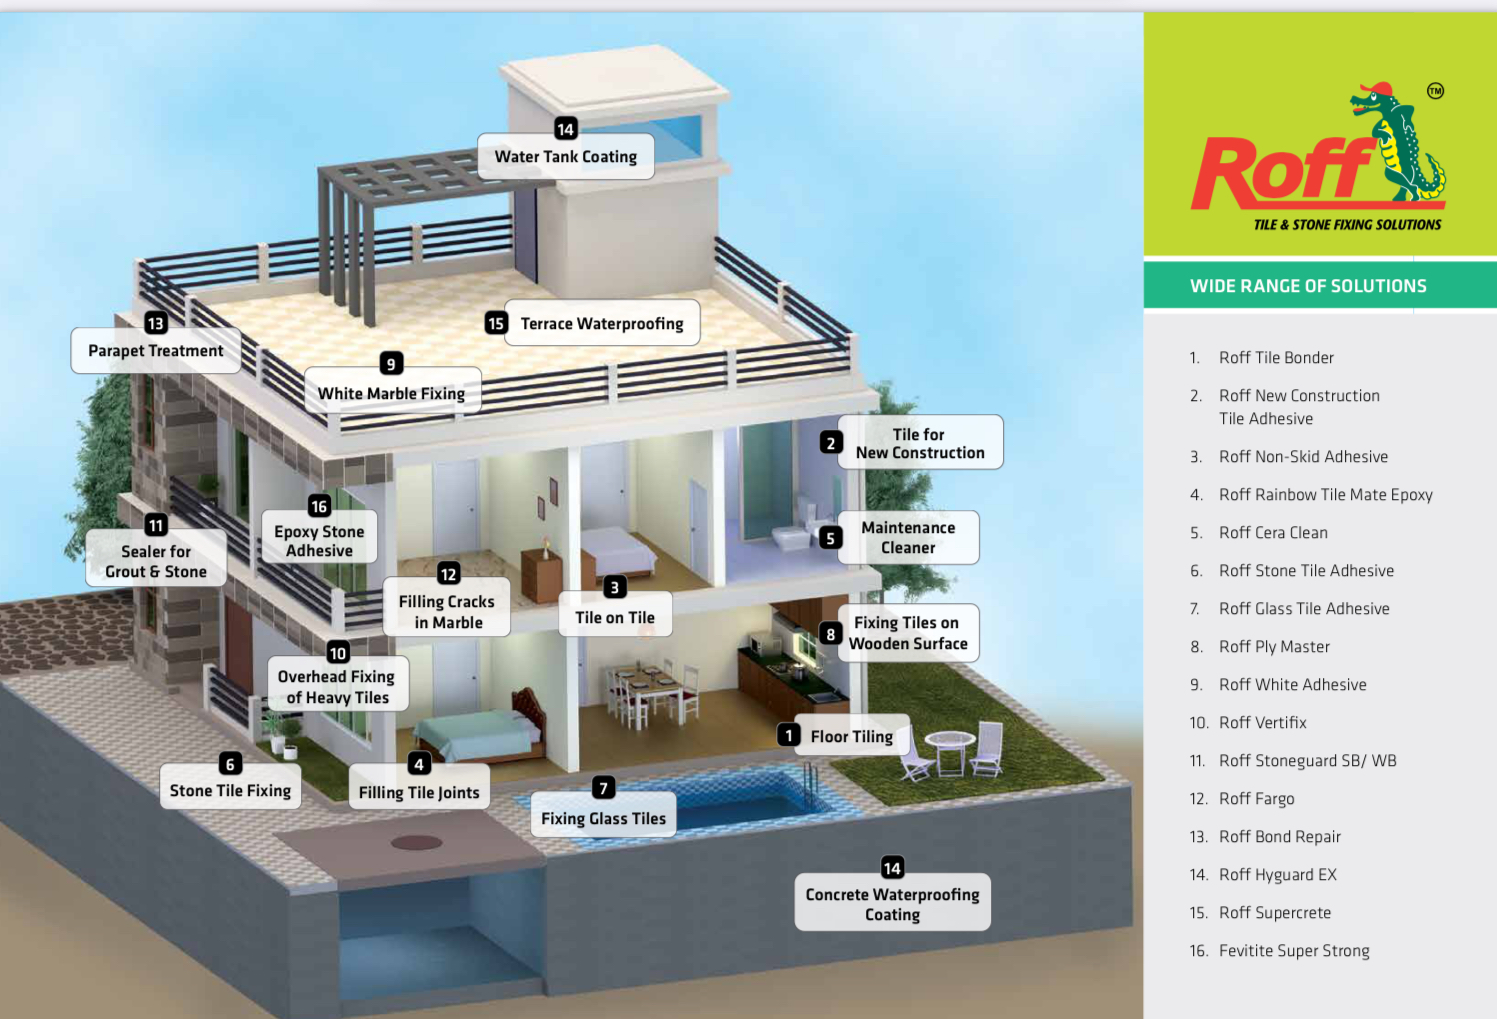 14
Water Tank Coating
13
Parapet Treatment
15 Terrace Waterproofing
9
White Marble Fixing
2 Tile for
New Construction
16
Epoxy Stone
Adhesive
11
Sealer for
Grout & Stone
5 Maintenance
Cleaner
12
Filling Cracks
in Marble
3
Tile on Tile
8 Fixing Tiles on
Wooden Surface
10
Overhead Fixing
of Heavy Tiles
1 Floor Tiling
6
Stone Tile Fixing
4
Filling Tile Joints
7
Fixing Glass Tiles
14
Concrete Waterproofing
Coating
TM
Roff
TILE & STONE FIXING SOLUTIONS
WIDE RANGE OF SOLUTIONS
1. Roff Tile Bonder
2. Roff New Construction
Tile Adhesive
3. Roff Non-Skid Adhesive
4. Roff Rainbow Tile Mate Epoxy
5. Roff Cera Clean
6. Roff Stone Tile Adhesive
7. Roff Glass Tile Adhesive
8. Roff Ply Master
9. Roff White Adhesive
10. Roff Vertifix
11. Roff Stoneguard SB/ WB
12. Roff Fargo
13. Roff Bond Repair
14. Roff Hyguard EX
15. Roff Supercrete
16. Fevitite Super Strong